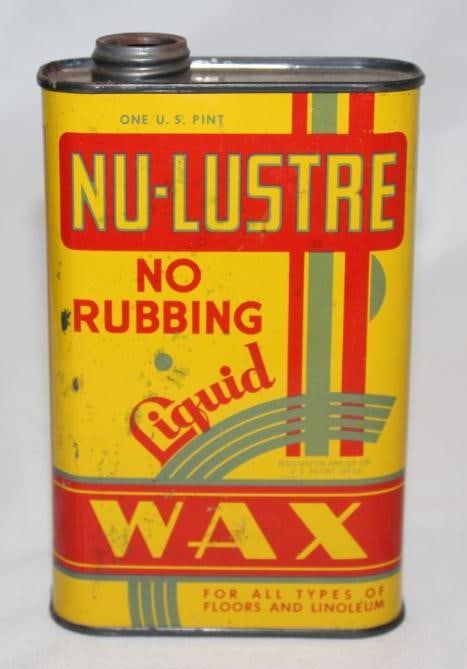 ONE U. S. PINT
NU-LUSTRE
NO
RUBBING
Liquid
REGISTRATION APPLIED FOR
U. S. PATENT OFFICE
WAX
FOR ALL TYPES OF
FLOORS AND LINOLEUM